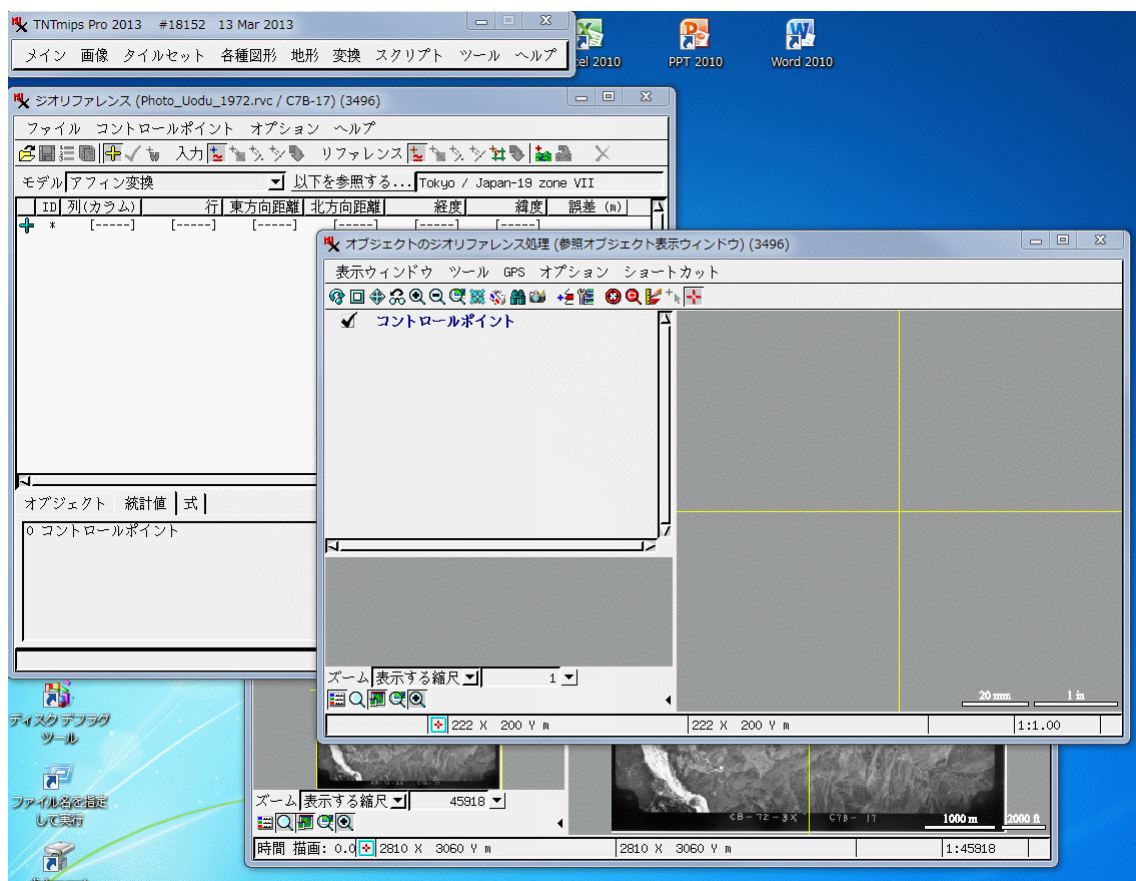 TNTmips Pro 2013 #18152 13 Mar 2013
メイン 画像 タイルセット 各種図形 地形 変換 スクリプト ツール ヘルプ
el 2010
PPT 2010
Word 2010
ジオリファレンス (Photo_Uodu_1972.rvc / C7B-17) (3496)
ファイル コントロールポイント オプション ヘルプ
入力 リファレンス
モデル アフィン変換 以下を参照する... Tokyo / Japan-19 zone VII
ID 列(カラム) 行 東方向距離 北方向距離 経度 緯度 誤差 (m)
* [-----] [-----] [-----] [-----] [-----] [-----]
オブジェクト 統計値 式
0 コントロールポイント
オブジェクトのジオリファレンス処理 (参照オブジェクト表示ウィンドウ) (3496)
表示ウィンドウ ツール GPS オプション ショートカット
コントロールポイント
20 mm 1 in
ズーム 表示する縮尺 1
222 X 200 Y m 222 X 200 Y m 1:1.00
ディスク デフラグ
ツール
ファイル名を指定
して実行
CB-72-3X C7B-17
1000 m 2000 ft
ズーム 表示する縮尺 45918
時間 描画: 0.0 2810 X 3060 Y m 2810 X 3060 Y m 1:45918